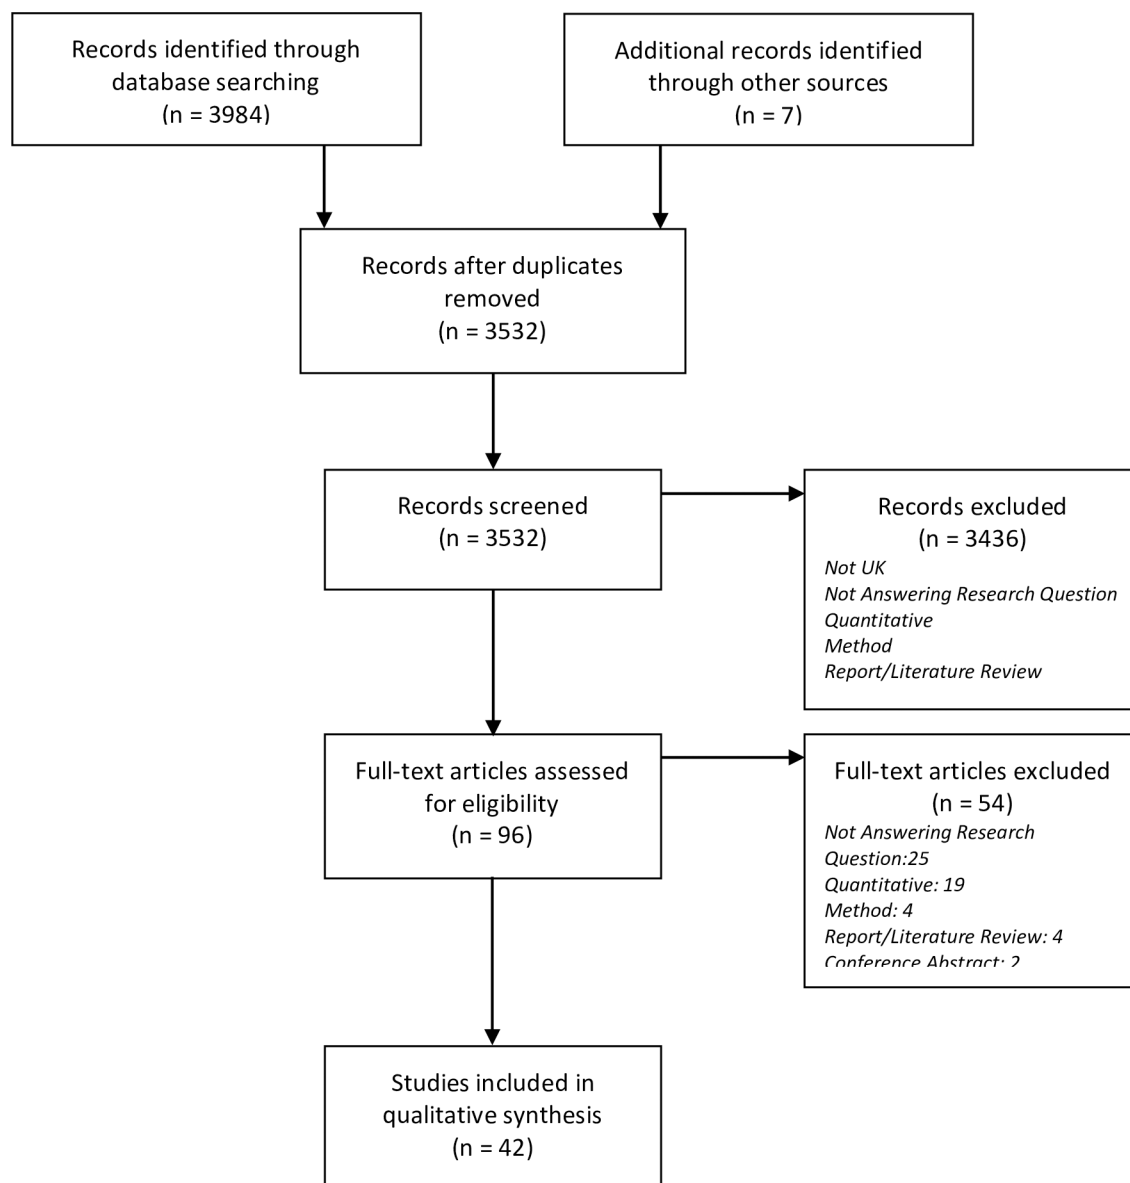 Records identified through
database searching
(n = 3984)
Additional records identified
through other sources
(n = 7)
Records after duplicates
removed
(n = 3532)
Records screened
(n = 3532)
Records excluded
(n = 3436)
Not UK
Not Answering Research Question
Quantitative
Method
Report/Literature Review
Full-text articles assessed
for eligibility
(n = 96)
Full-text articles excluded
(n = 54)
Not Answering Research
Question:25
Quantitative: 19
Method: 4
Report/Literature Review: 4
Conference Abstract: 2
Studies included in
qualitative synthesis
(n = 42)